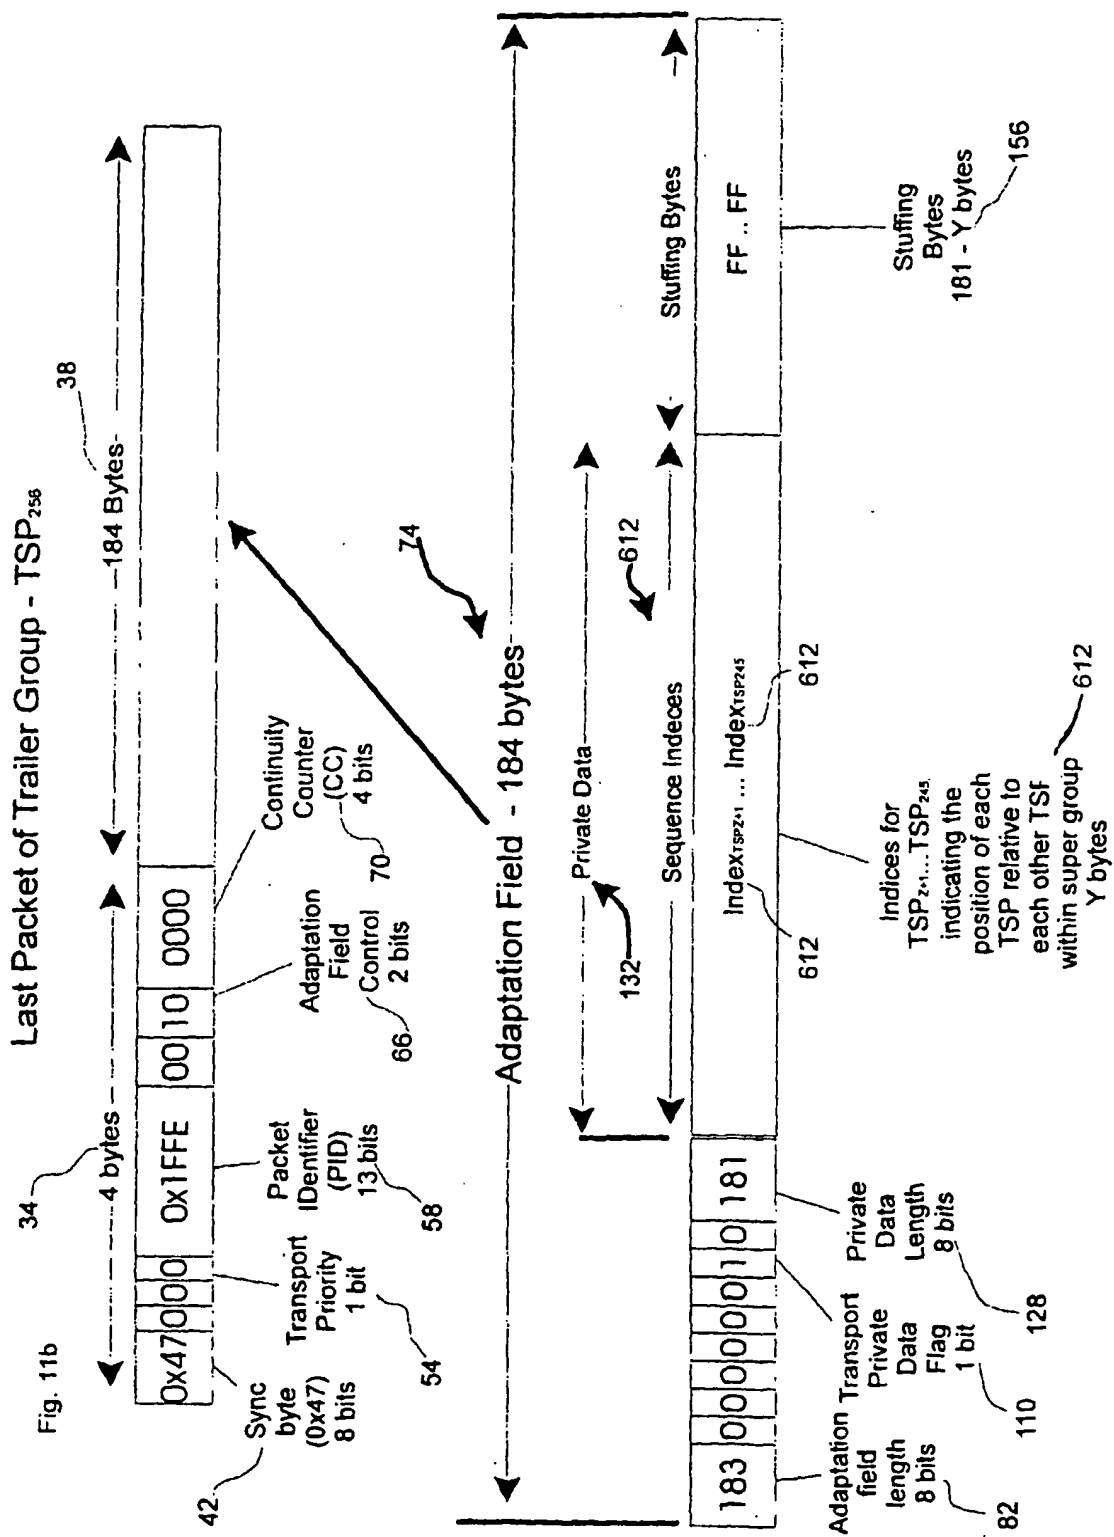 Last Packet of Trailer Group - TSP256
Fig. 11b
34
4 bytes
184 Bytes
38
0x47 0 0 0 0x1FFE 00 10 0000
42
Sync
byte
(0x47)
8 bits
Transport
Priority
1 bit
54
Packet
IDentifier
(PID)
13 bits
58
Adaptation
Field
Control
2 bits
66
Continuity
Counter
(CC)
4 bits
70
74
Adaptation Field - 184 bytes
Private Data
132
612
Sequence Indeces
Stuffing Bytes
183 0 0 0 0 0 0 1 0 181
IndexTSPZ+1 ... IndexTSP245
FF .. FF
Adaptation
field
length
8 bits
82
Transport
Private
Data
Flag
1 bit
110
Private
Data
Length
8 bits
128
612
612
Indices for
TSPZ+1...TSP245,
indicating the
position of each
TSP relative to
each other TSF
within super group
Y bytes
612
Stuffing
Bytes
181 - Y bytes
156